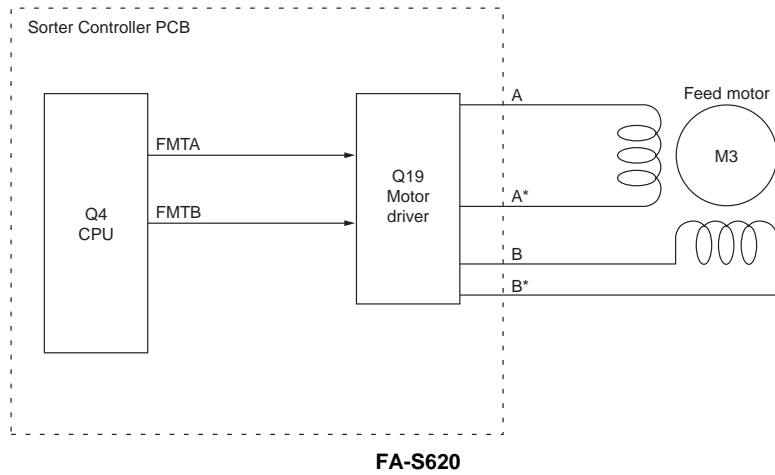 Sorter Controller PCB
Q4
CPU
FMTA
FMTB
Q19
Motor
driver
A
A*
B
B*
Feed motor
M3
FA-S620